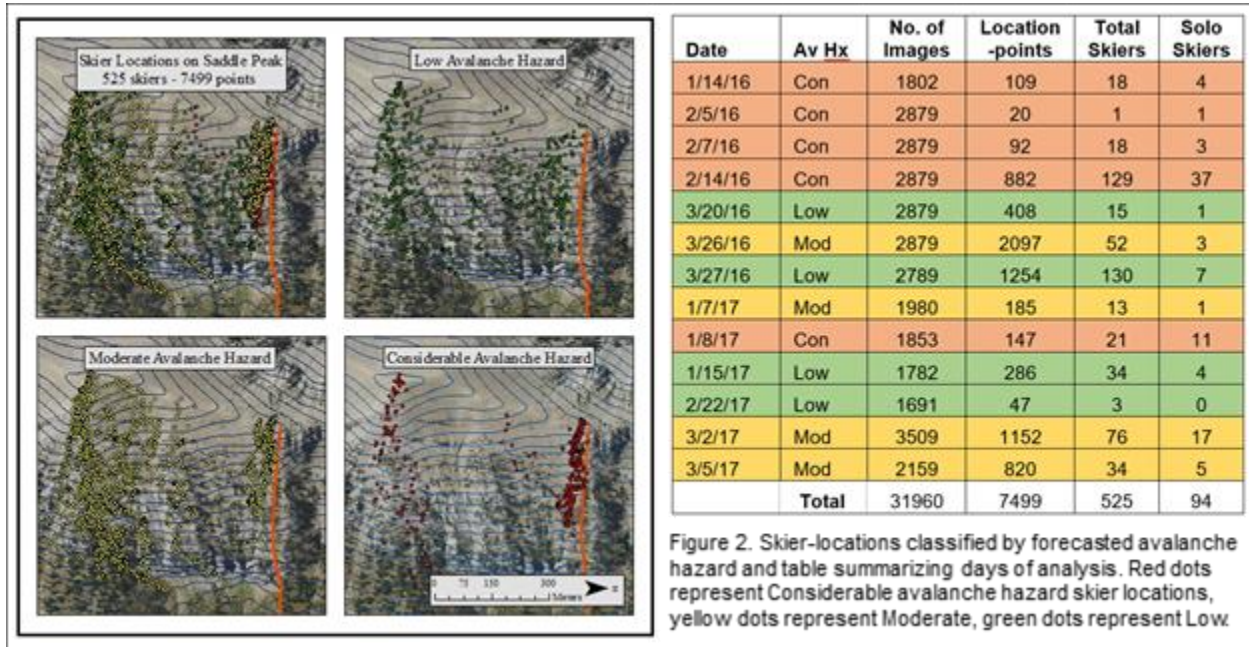 Skier Locations on Saddle Peak
525 skiers - 7499 points
Low Avalanche Hazard
Moderate Avalanche Hazard
Considerable Avalanche Hazard
0 75 150 300
Meters
Date Av Hx No. of Images Location -points Total Skiers Solo Skiers
1/14/16 Con 1802 109 18 4
2/5/16 Con 2879 20 1 1
2/7/16 Con 2879 92 18 3
2/14/16 Con 2879 882 129 37
3/20/16 Low 2879 408 15 1
3/26/16 Mod 2879 2097 52 3
3/27/16 Low 2789 1254 130 7
1/7/17 Mod 1980 185 13 1
1/8/17 Con 1853 147 21 11
1/15/17 Low 1782 286 34 4
2/22/17 Low 1691 47 3 0
3/2/17 Mod 3509 1152 76 17
3/5/17 Mod 2159 820 34 5
Total 31960 7499 525 94
Figure 2. Skier-locations classified by forecasted avalanche
hazard and table summarizing days of analysis. Red dots
represent Considerable avalanche hazard skier locations,
yellow dots represent Moderate, green dots represent Low.